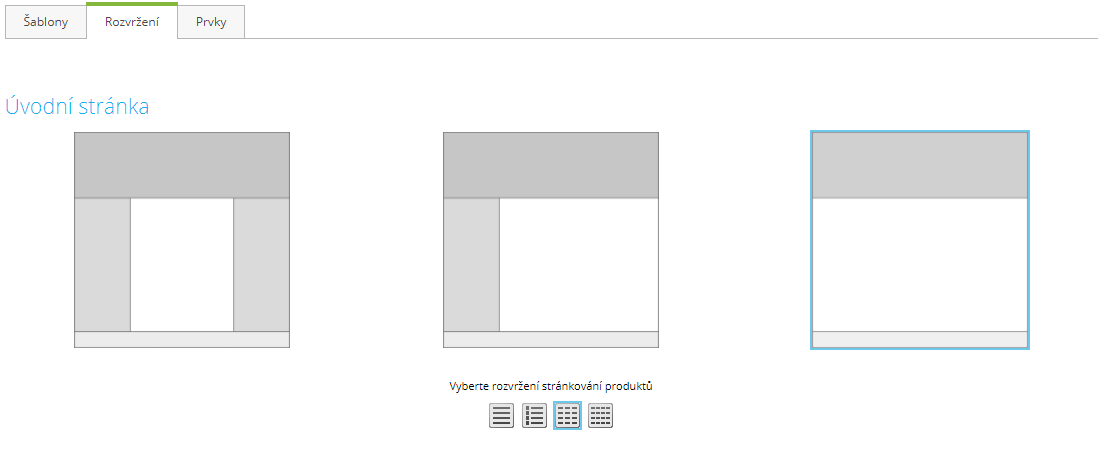 Šablony
Rozvržení
Prvky
Úvodní stránka
Vyberte rozvržení stránkování produktů